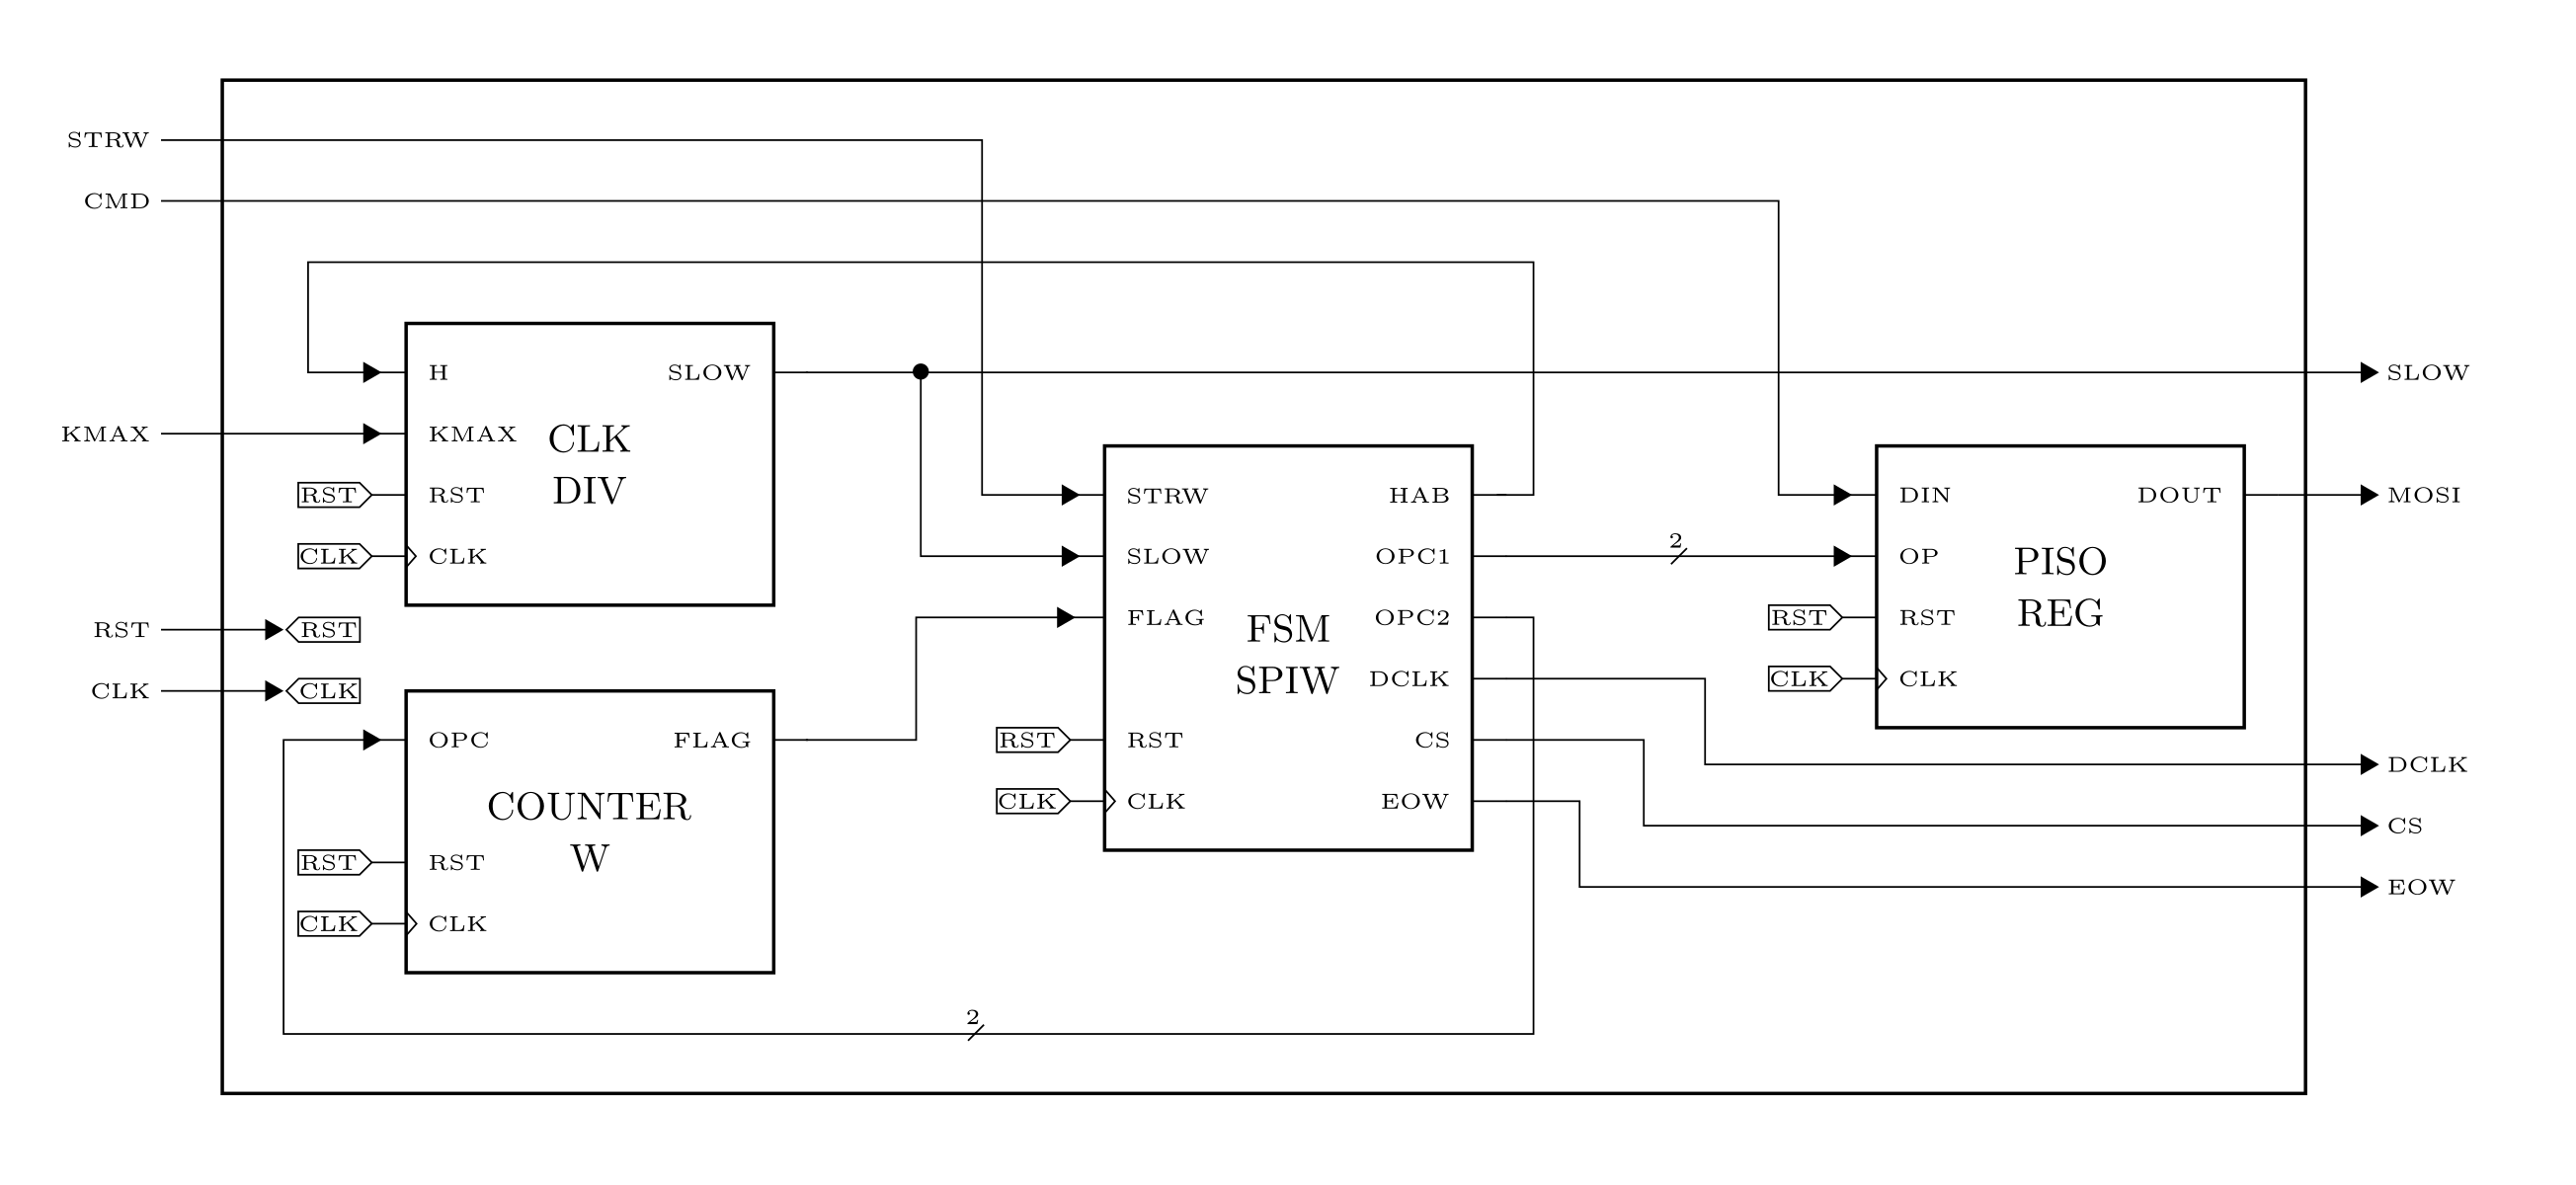 STRW
CMD
H
SLOW
SLOW
KMAX
KMAX
CLK
DIV
RST
RST
CLK
CLK
STRW
HAB
DIN
DOUT
MOSI
SLOW
OPC1
2
OP
PISO
REG
RST
RST
FLAG
OPC2
FSM
SPIW
RST
RST
CLK
CLK
DCLK
CLK
CLK
OPC
FLAG
RST
RST
CS
DCLK
COUNTER
W
CLK
CLK
EOW
CS
RST
RST
EOW
CLK
CLK
2